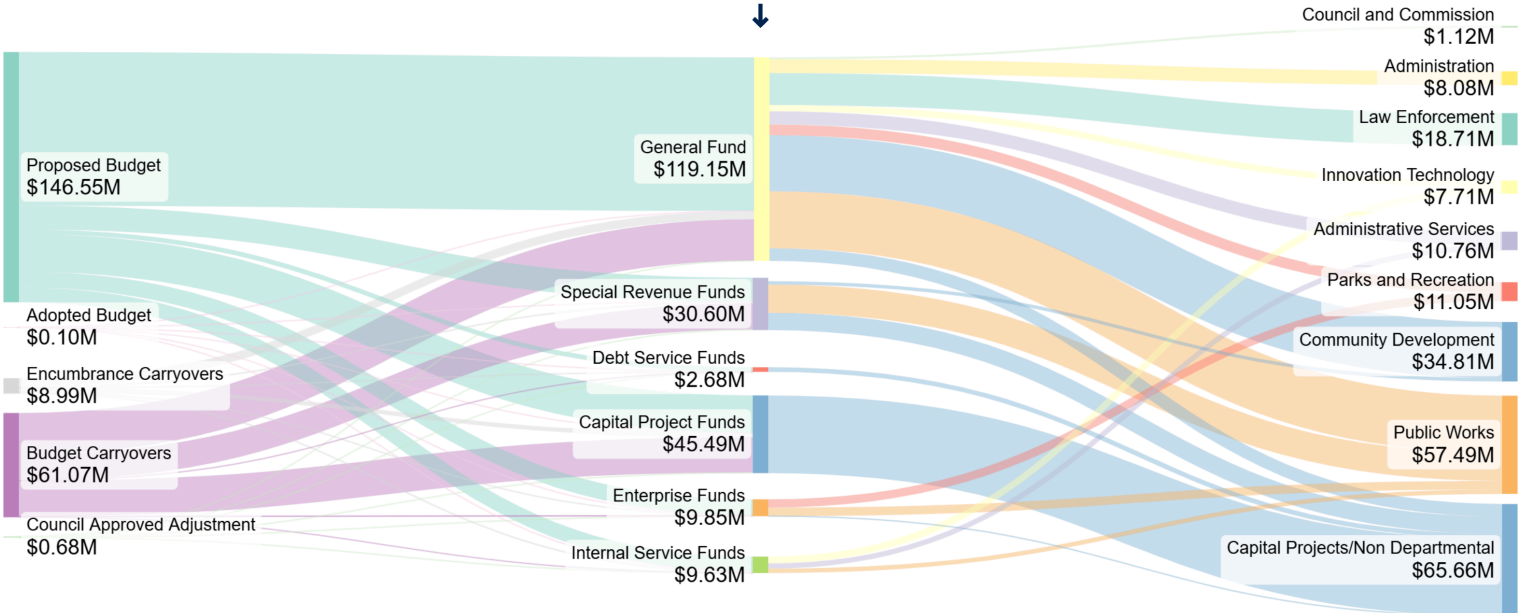 Proposed Budget
$146.55M
Adopted Budget
$0.10M
Encumbrance Carryovers
$8.99M
Budget Carryovers
$61.07M
Council Approved Adjustment
$0.68M
General Fund
$119.15M
Special Revenue Funds
$30.60M
Debt Service Funds
$2.68M
Capital Project Funds
$45.49M
Enterprise Funds
$9.85M
Internal Service Funds
$9.63M
Council and Commission
$1.12M
Administration
$8.08M
Law Enforcement
$18.71M
Innovation Technology
$7.71M
Administrative Services
$10.76M
Parks and Recreation
$11.05M
Community Development
$34.81M
Public Works
$57.49M
Capital Projects/Non Departmental
$65.66M